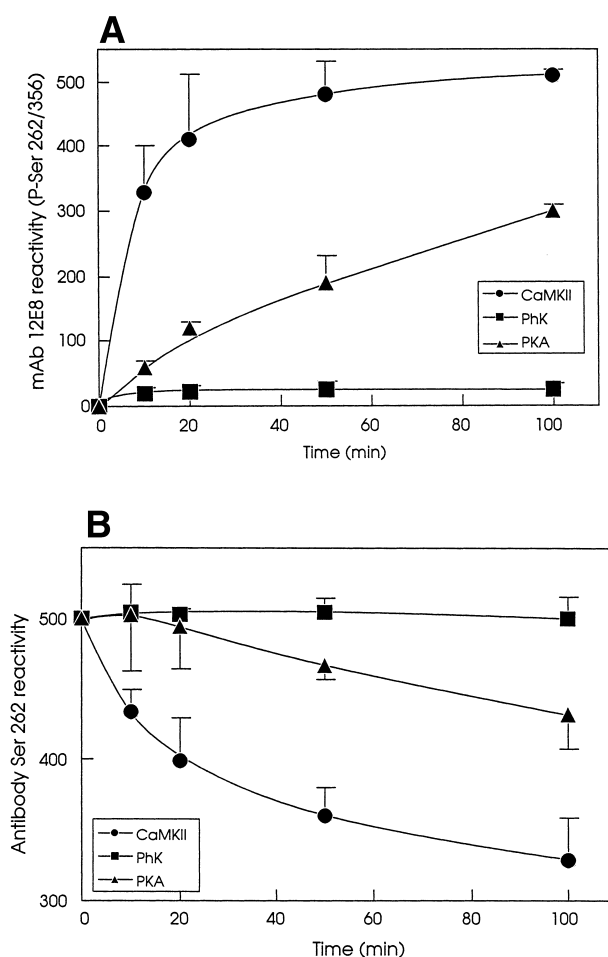 A
mAb 12E8 reactivity (P-Ser 262/356)
500
400
300
200
100
0
CaMKII
PhK
PKA
0 20 40 60 80 100
Time (min)
B
Antibody Ser 262 reactivity
500
400
300
CaMKII
PhK
PKA
0 20 40 60 80 100
Time (min)